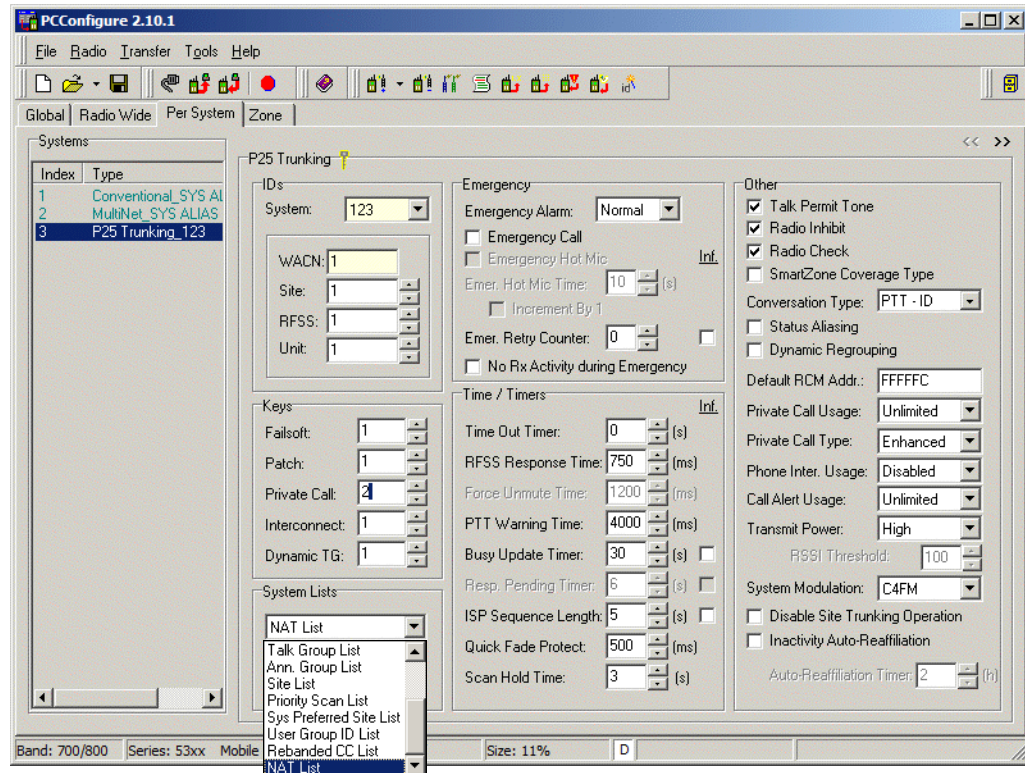 PCConfigure 2.10.1
File Radio Transfer Tools Help
id
Global Radio Wide Per System Zone
Systems
Index Type
1 Conventional_SYS AL
2 MultiNet_SYS ALIAS
3 P25 Trunking_123
<< >>
P25 Trunking
IDs
System: 123
WACN: 1
Site: 1
RFSS: 1
Unit: 1
Keys
Failsoft: 1
Patch: 1
Private Call: 2
Interconnect: 1
Dynamic TG: 1
System Lists
NAT List
Talk Group List
Ann. Group List
Site List
Priority Scan List
Sys Preferred Site List
User Group ID List
Rebanded CC List
NAT List
Emergency
Emergency Alarm: Normal
Emergency Call
Emergency Hot Mic Inf.
Emer. Hot Mic Time: 10 (s)
Increment By 1
Emer. Retry Counter: 0
No Rx Activity during Emergency
Time / Timers
Inf.
Time Out Timer: 0 (s)
RFSS Response Time: 750 (ms)
Force Unmute Time: 1200 (ms)
PTT Warning Time: 4000 (ms)
Busy Update Timer: 30 (s)
Resp. Pending Timer: 6 (s)
ISP Sequence Length: 5 (s)
Quick Fade Protect: 500 (ms)
Scan Hold Time: 3 (s)
Other
Talk Permit Tone
Radio Inhibit
Radio Check
SmartZone Coverage Type
Conversation Type: PTT - ID
Status Aliasing
Dynamic Regrouping
Default RCM Addr.: FFFFFC
Private Call Usage: Unlimited
Private Call Type: Enhanced
Phone Inter. Usage: Disabled
Call Alert Usage: Unlimited
Transmit Power: High
RSSI Threshold: 100
System Modulation: C4FM
Disable Site Trunking Operation
Inactivity Auto-Reaffiliation
Auto-Reaffiliation Timer: 2 (h)
Band: 700/800 Series: 53xx Mobile Size: 11% D